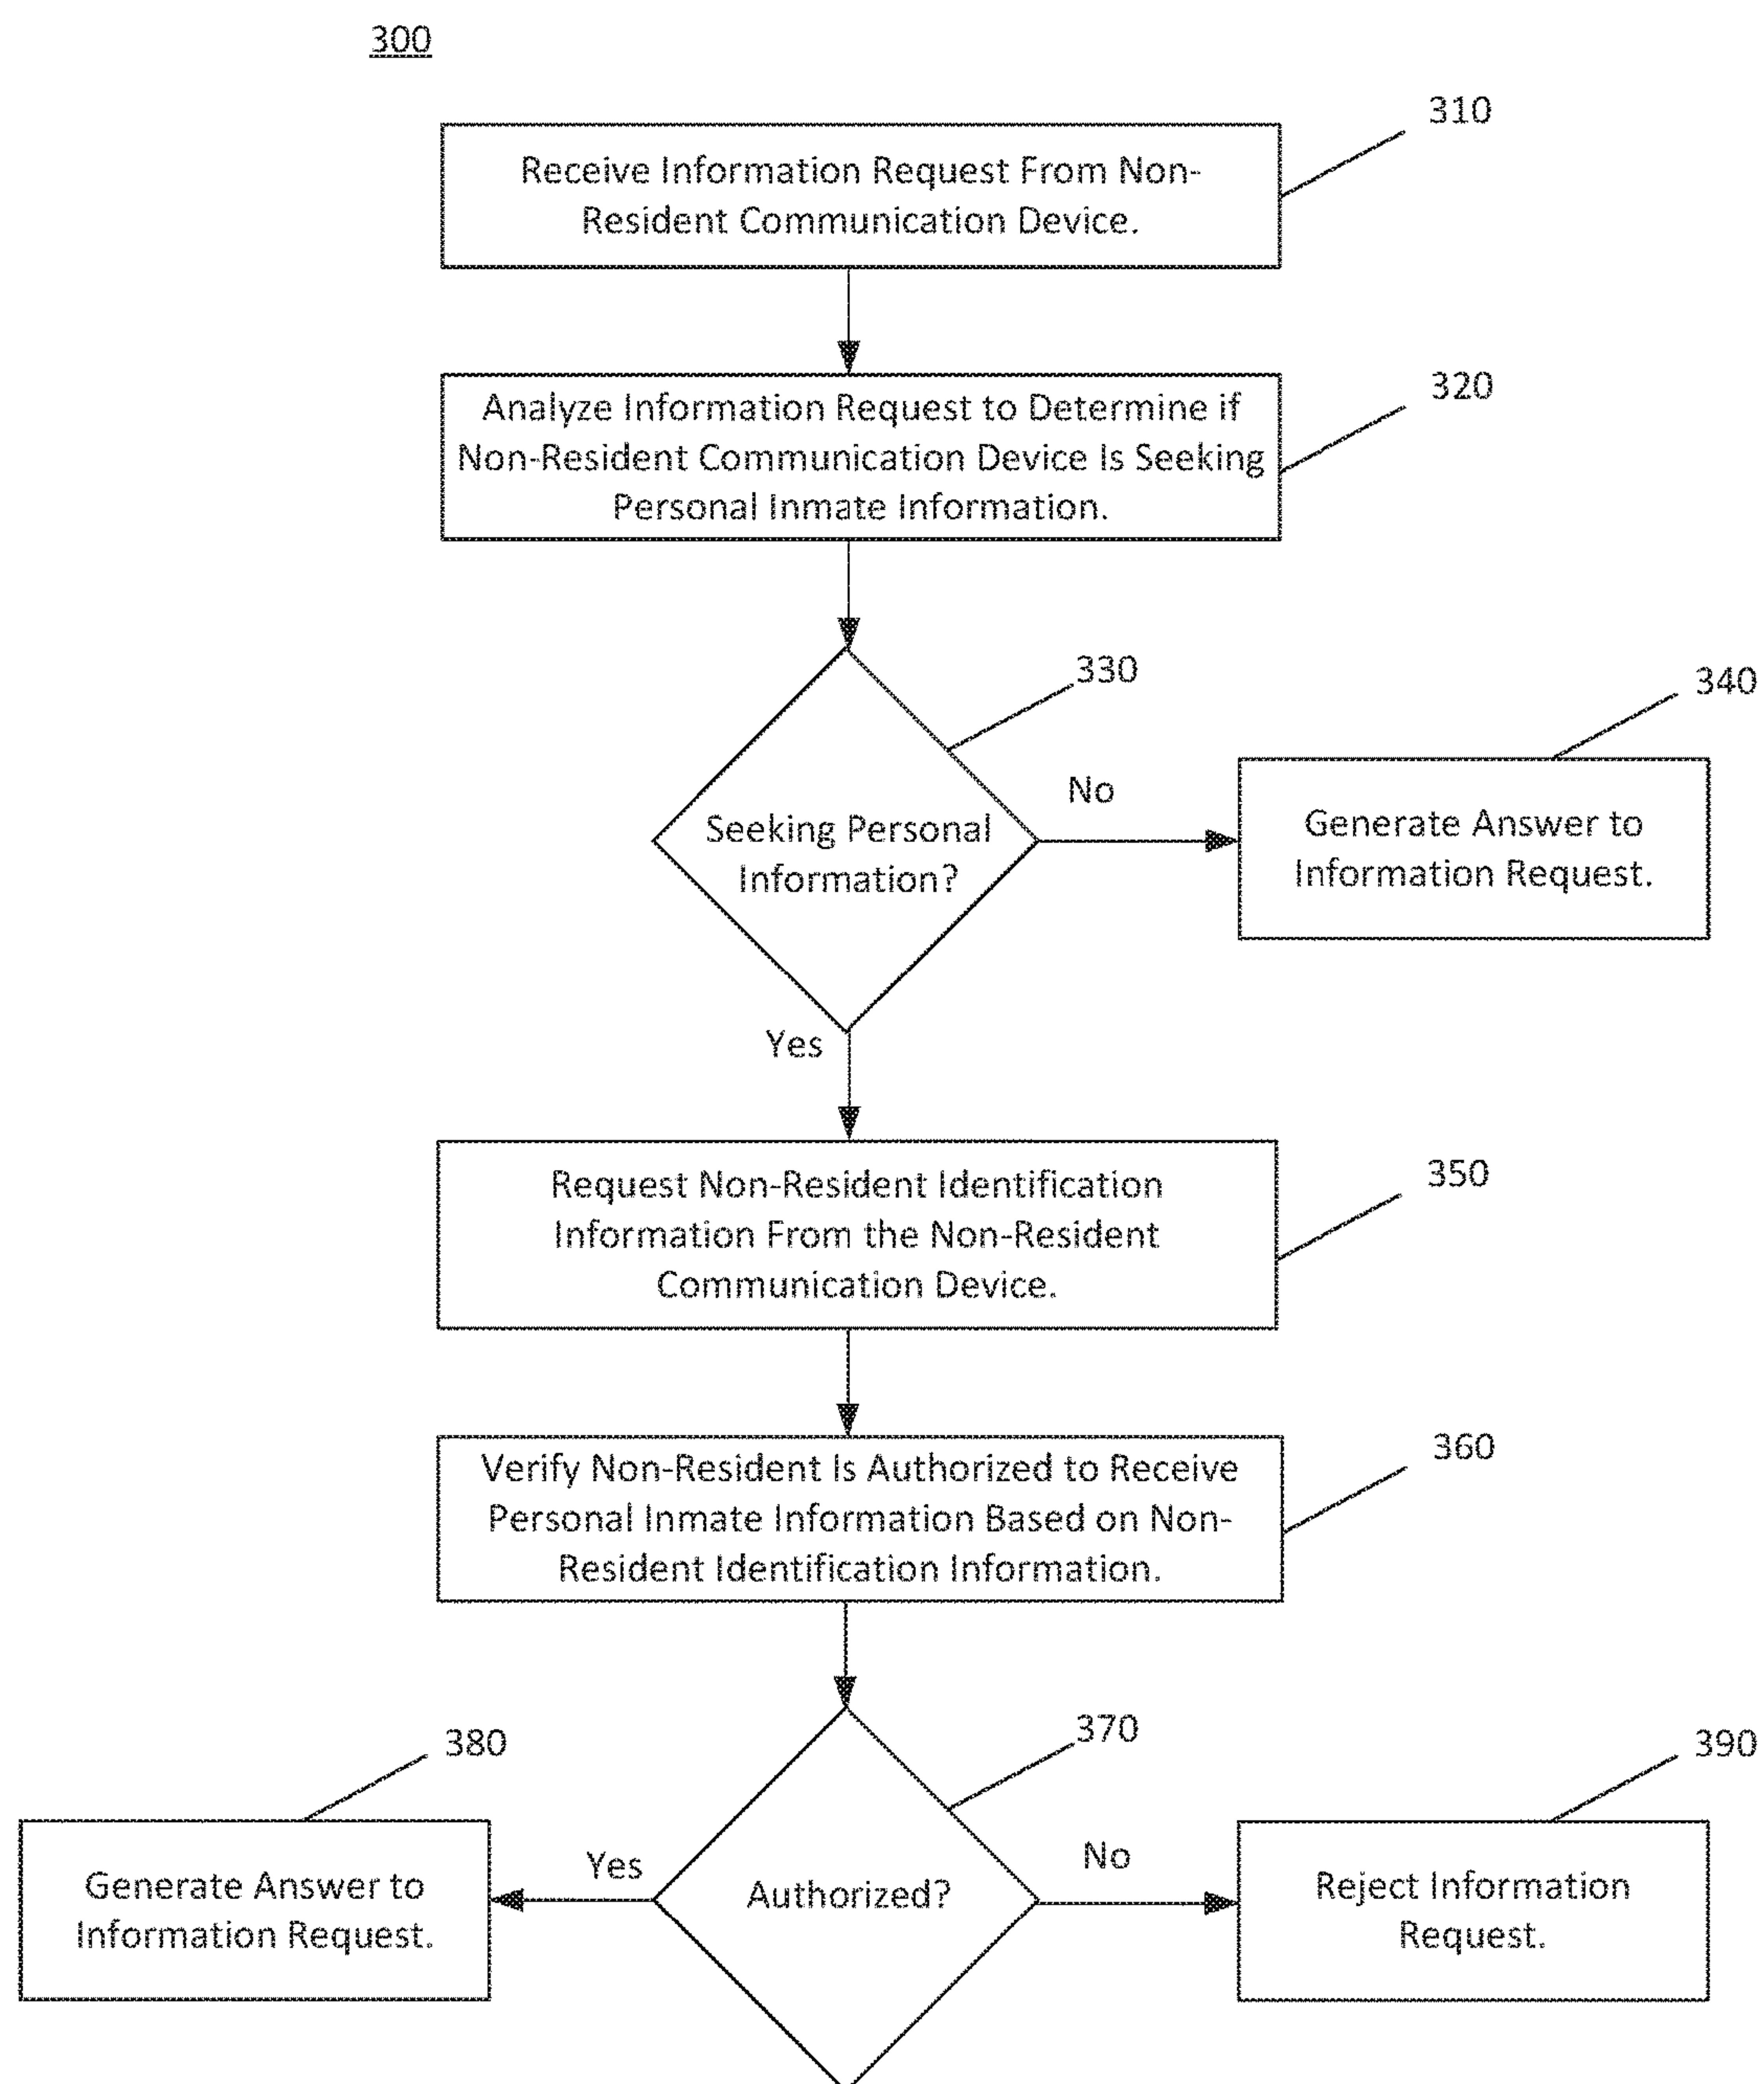 300
310
Receive Information Request From Non-
Resident Communication Device.
320
Analyze Information Request to Determine if
Non-Resident Communication Device Is Seeking
Personal Inmate Information.
330
340
No
Seeking Personal
Information?
Generate Answer to
Information Request.
Yes
350
Request Non-Resident Identification
Information From the Non-Resident
Communication Device.
360
Verify Non-Resident Is Authorized to Receive
Personal Inmate Information Based on Non-
Resident Identification Information.
370
380
390
Yes
No
Generate Answer to
Information Request.
Authorized?
Reject Information
Request.